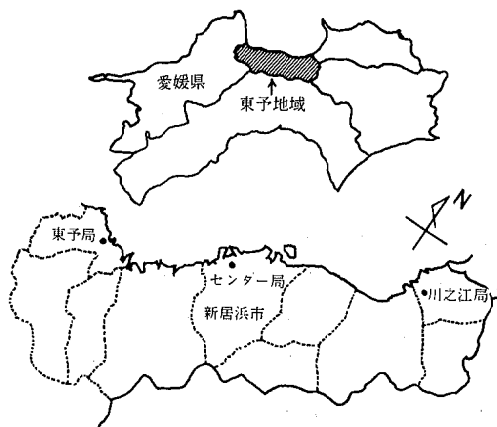 愛媛県
東予地域
N
東予局
センター局
新居浜市
川之江局